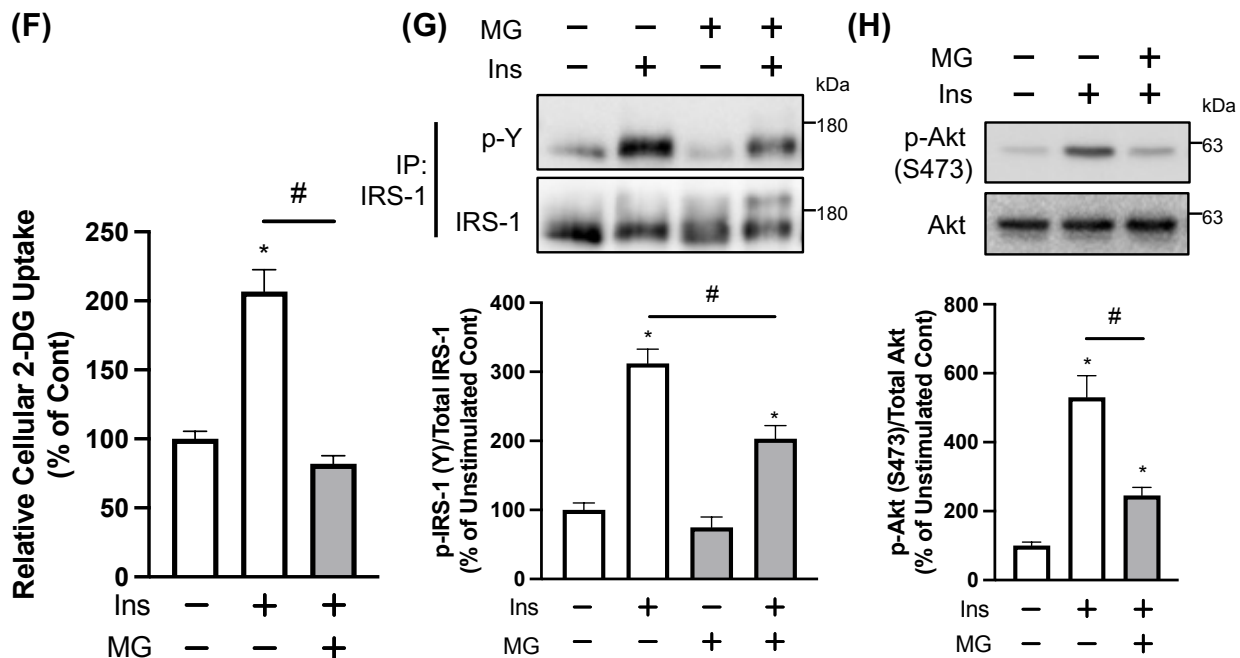 (F)
Relative Cellular 2-DG Uptake
(% of Cont)
250
200
150
100
50
0
*
#
Ins − + +
MG − − +
(G)
MG − − + +
Ins − + − +
kDa
IP:
IRS-1
p-Y
180
IRS-1
180
p-IRS-1 (Y)/Total IRS-1
(% of Unstimulated Cont)
400
300
200
100
0
*
#
*
Ins − + − +
MG − − + +
(H)
MG − − +
Ins − + +
kDa
p-Akt
(S473)
63
Akt
63
p-Akt (S473)/Total Akt
(% of Unstimulated Cont)
800
600
400
200
0
*
#
*
Ins − + +
MG − − +